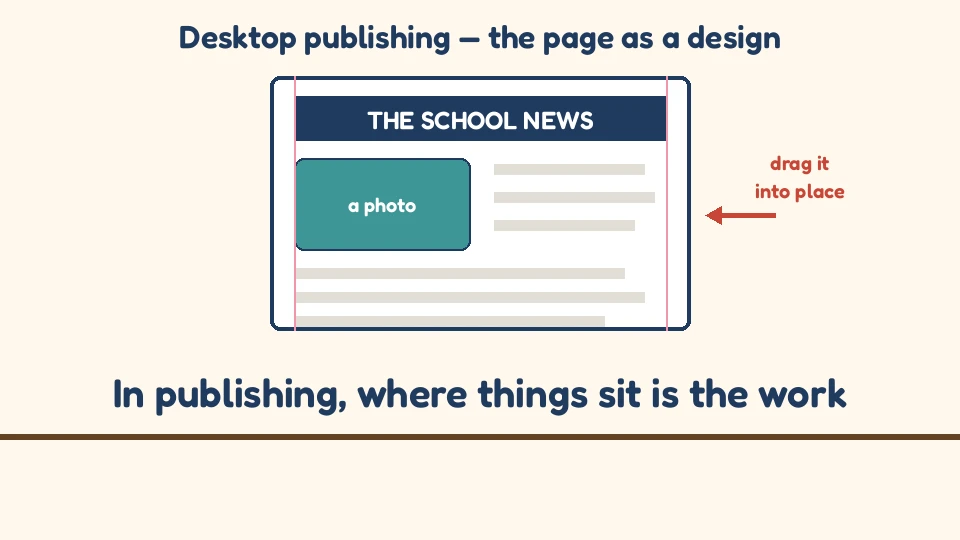 Desktop publishing — the page as a design
THE SCHOOL NEWS
a photo
drag it
into place
In publishing, where things sit is the work